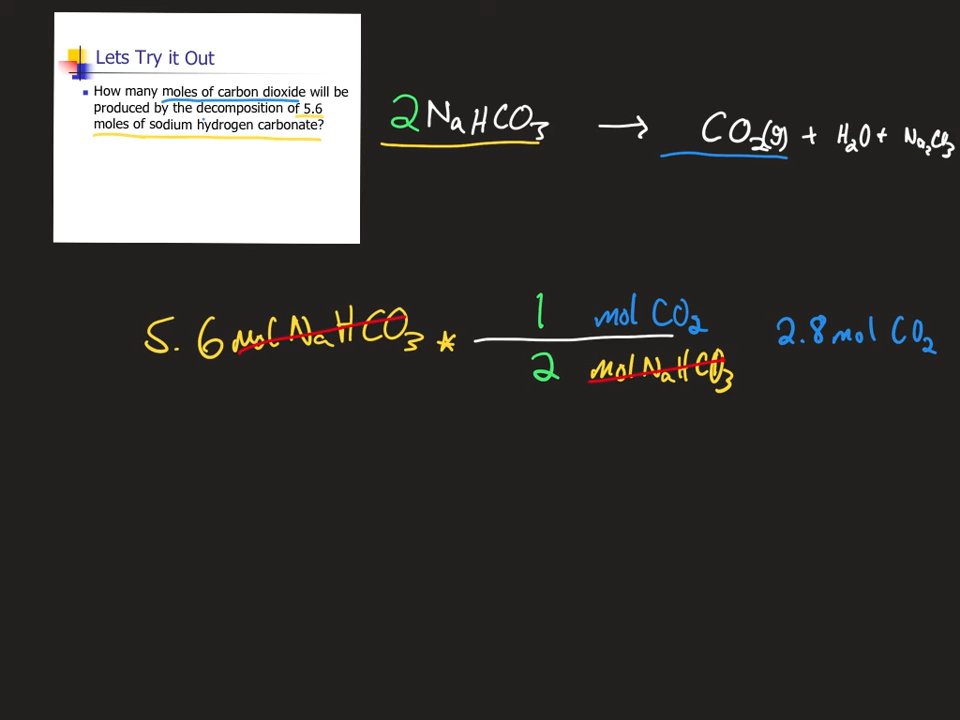 Lets Try it Out
How many moles of carbon dioxide will be
produced by the decomposition of 5.6
moles of sodium hydrogen carbonate?
2NaHCO₃ → CO₂(g) + H₂O + Na₂CO₃
5.6 mol NaHCO₃ * 1 mol CO₂ 2.8 mol CO₂
2 mol NaHCO₃